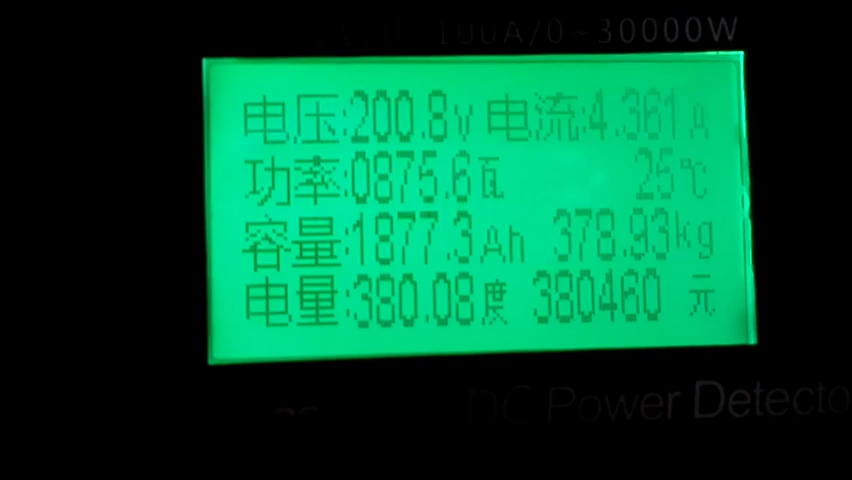 100A/0~30000W
电压:200.8V 电流:4.361A
功率:0875.6瓦 25℃
容量:1877.3Ah 378.93kg
电量:380.08度 380460 元
DC Power Detecto